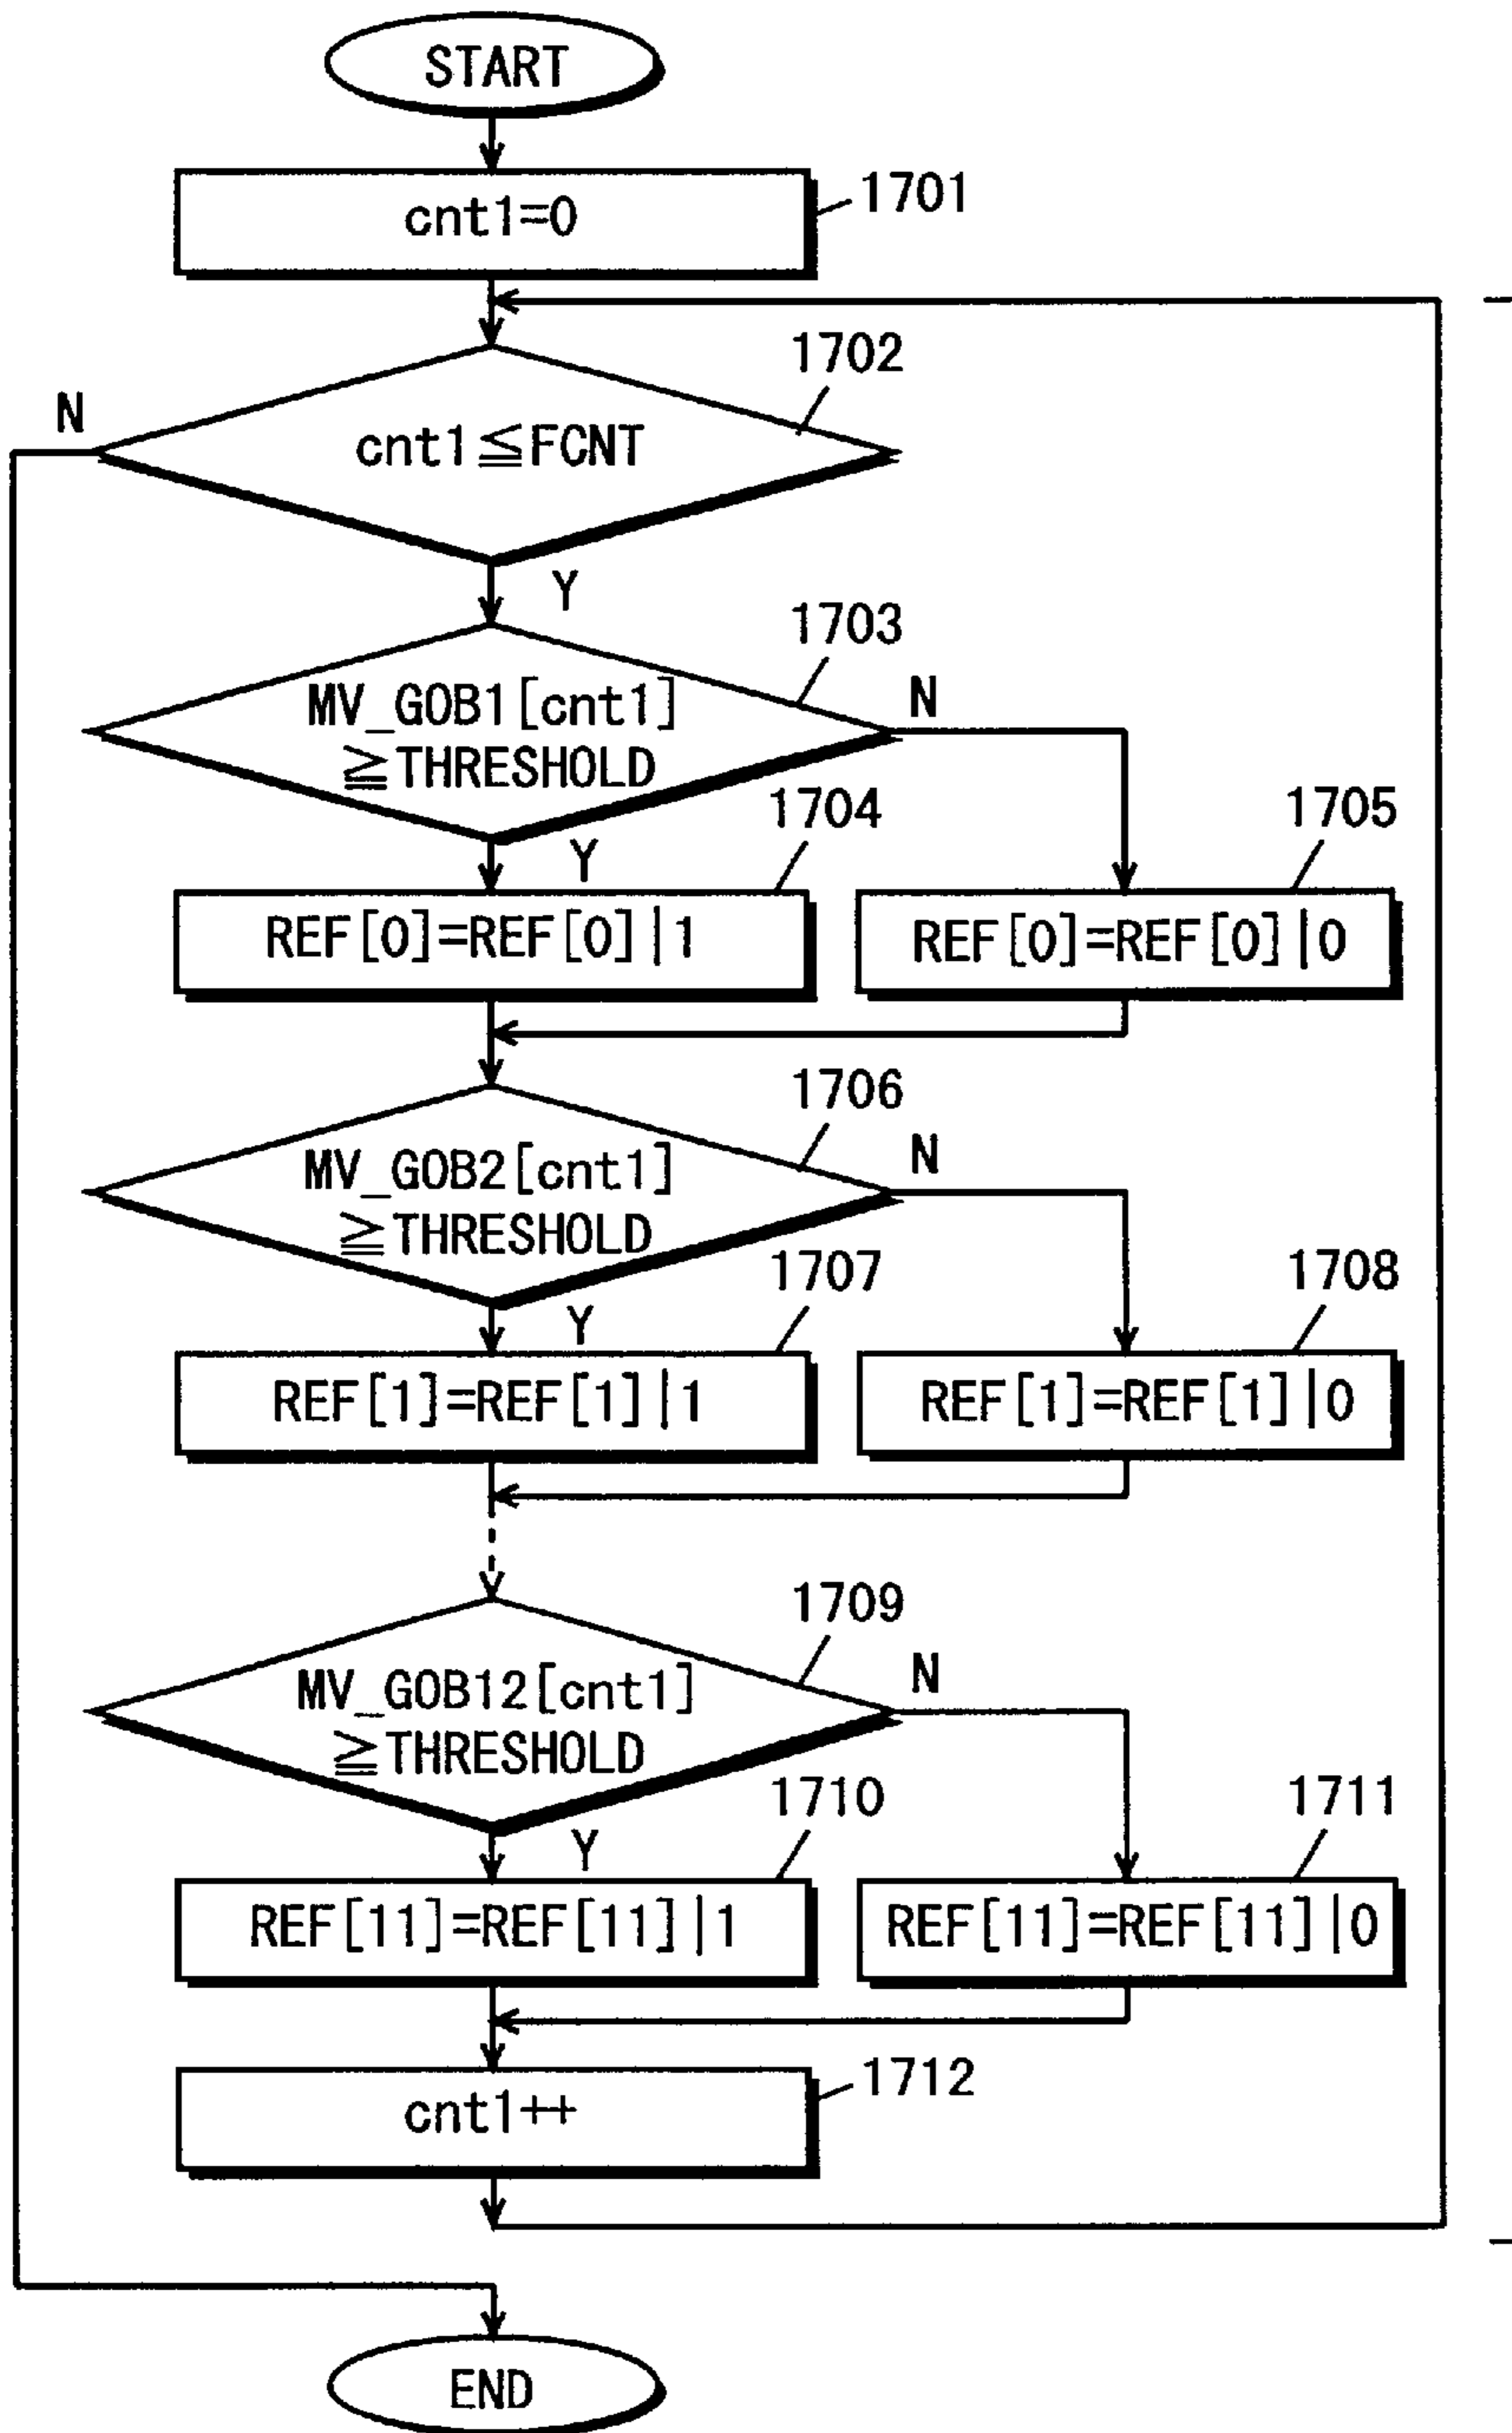 START
cnt1=0
1701
1702
N
cnt1≦FCNT
Y
1703
MV_GOB1[cnt1]
≧THRESHOLD
N
1704
1705
Y
REF[0]=REF[0]|1
REF[0]=REF[0]|0
1706
MV_GOB2[cnt1]
≧THRESHOLD
N
1707
1708
Y
REF[1]=REF[1]|1
REF[1]=REF[1]|0
1709
MV_GOB12[cnt1]
≧THRESHOLD
N
1710
1711
Y
REF[11]=REF[11]|1
REF[11]=REF[11]|0
1712
cnt1++
END